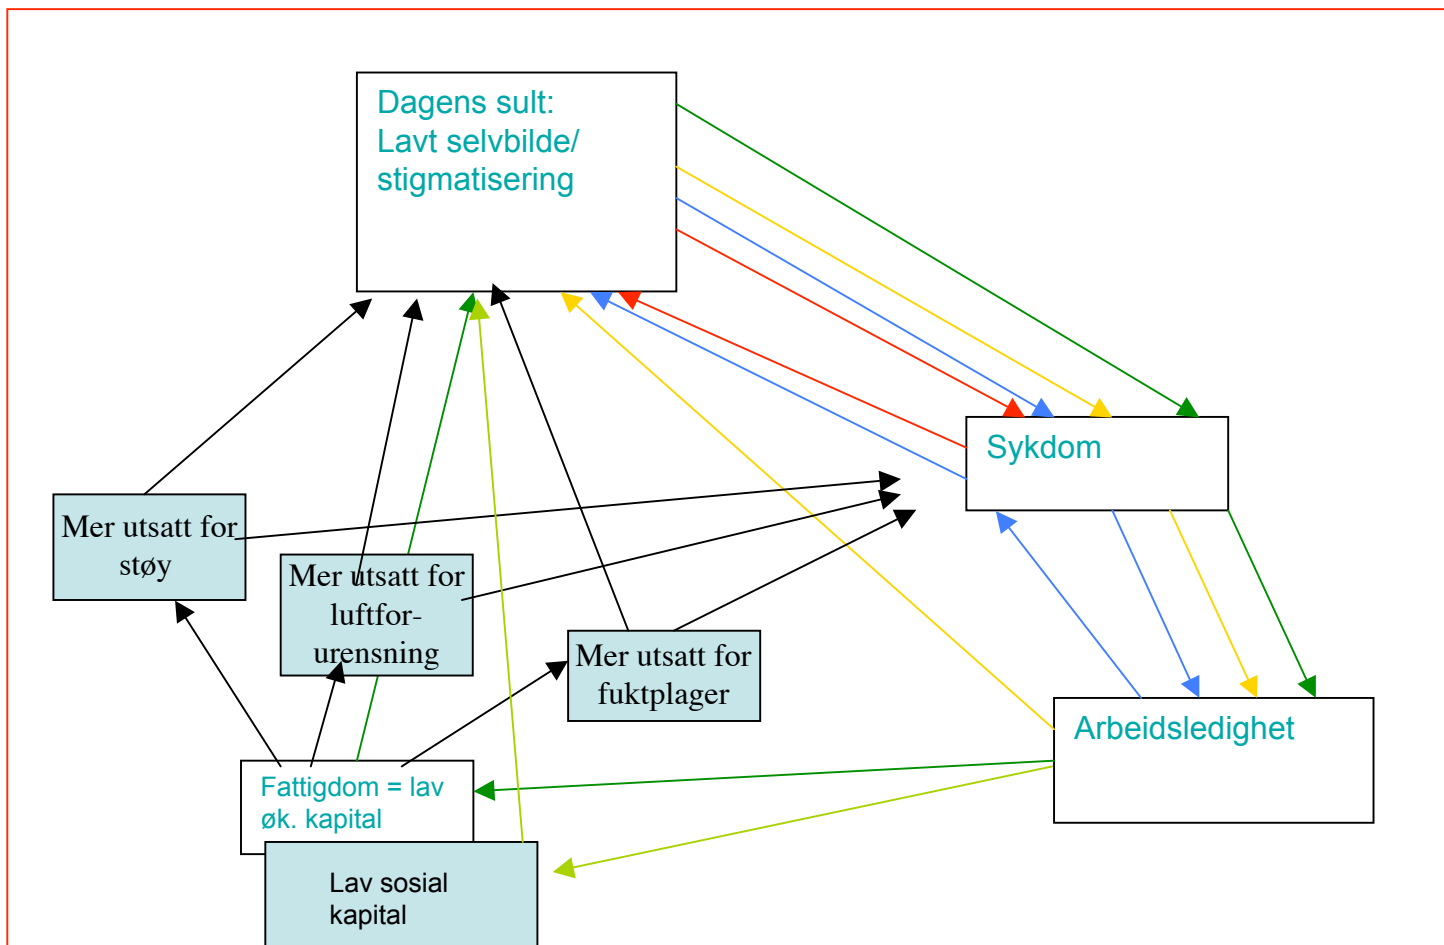 Dagens sult:
Lavt selvbilde/
stigmatisering
Sykdom
Mer utsatt for
støy
Mer utsatt for
luftfor-
urensning
Mer utsatt for
fuktplager
Arbeidsledighet
Fattigdom = lav
øk. kapital
Lav sosial
kapital